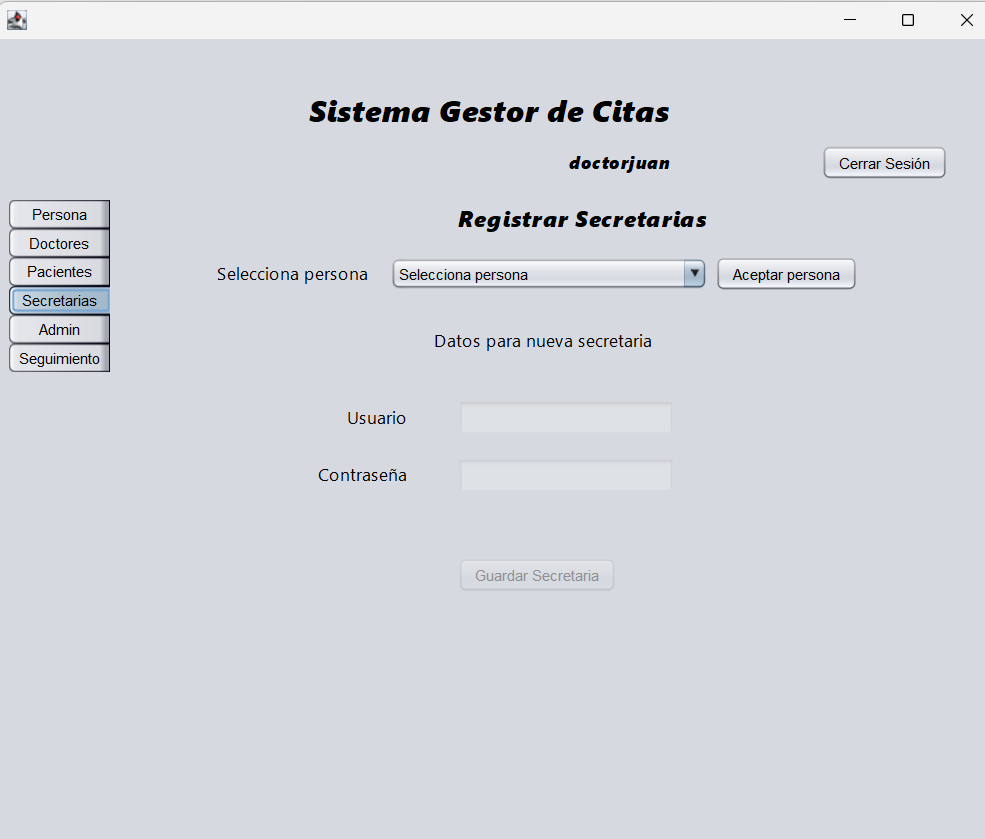 Sistema Gestor de Citas
doctorjuan
Cerrar Sesión
Persona
Doctores
Pacientes
Secretarias
Admin
Seguimiento
Registrar Secretarias
Selecciona persona
Selecciona persona
Aceptar persona
Datos para nueva secretaria
Usuario
Contraseña
Guardar Secretaria